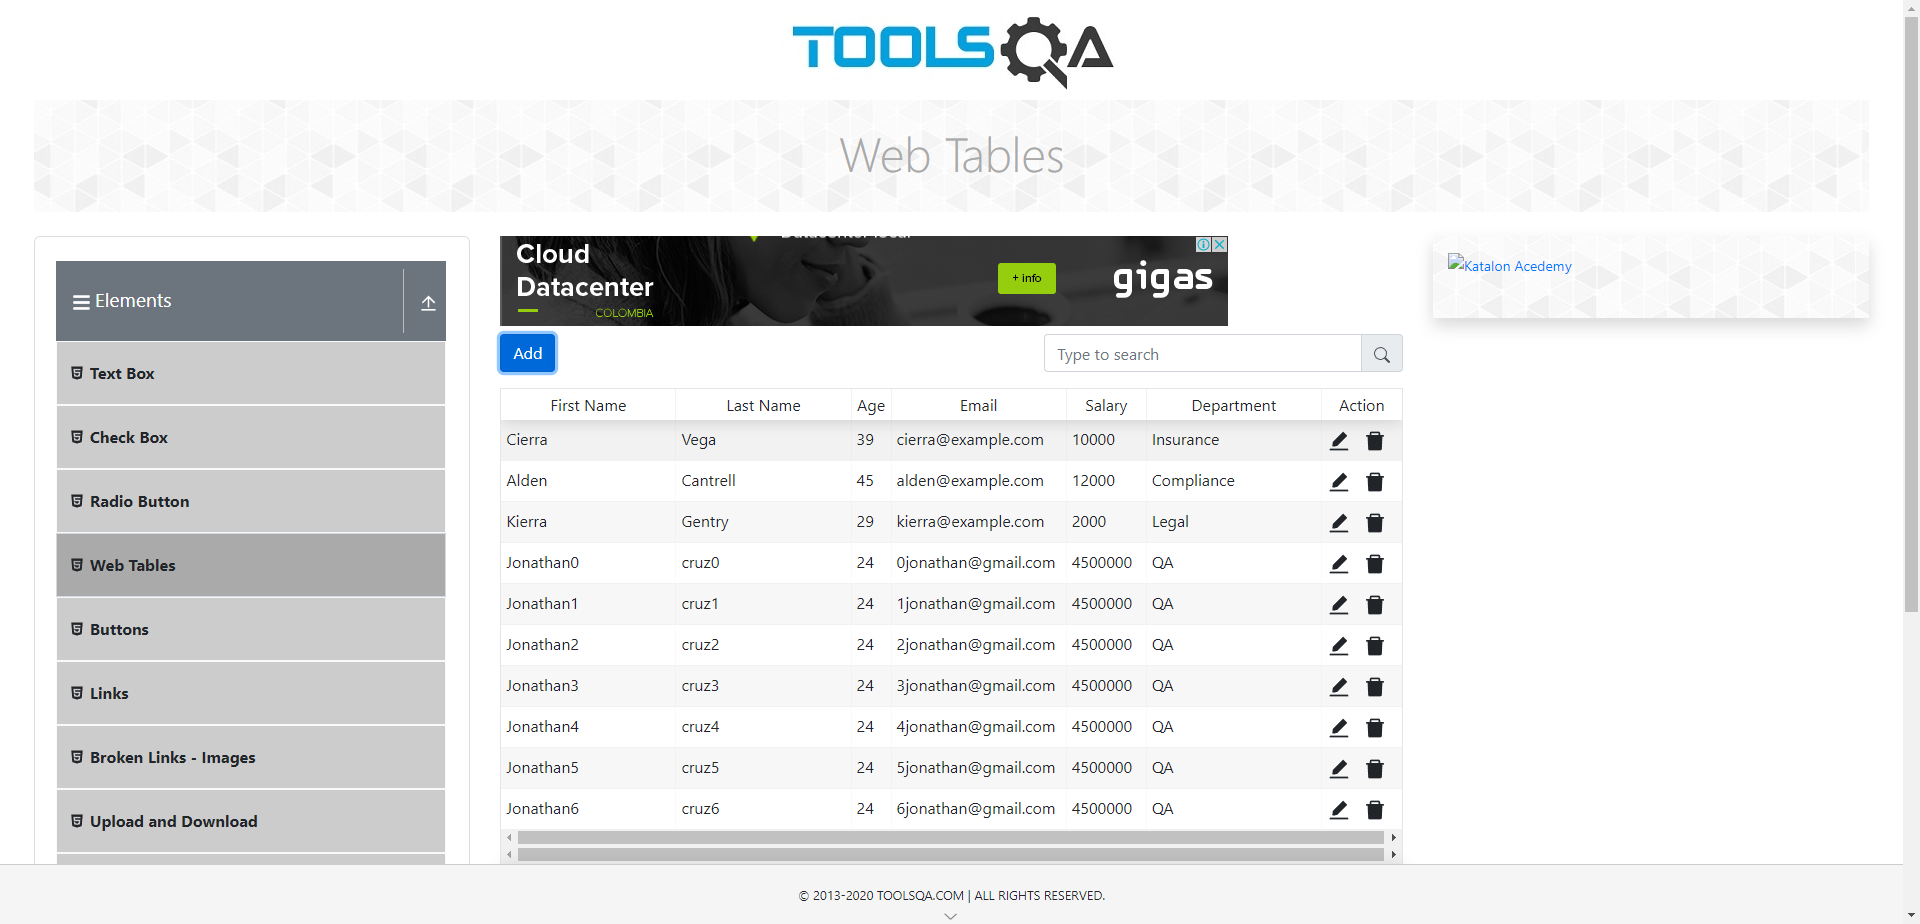 TOOLSQA
Web Tables
Elements
Text Box
Check Box
Radio Button
Web Tables
Buttons
Links
Broken Links - Images
Upload and Download
Cloud
Datacenter
COLOMBIA
+ info
gigas
Katalon Acedemy
Add
Type to search
First Name Last Name Age Email Salary Department Action
Cierra Vega 39 cierra@example.com 10000 Insurance
Alden Cantrell 45 alden@example.com 12000 Compliance
Kierra Gentry 29 kierra@example.com 2000 Legal
Jonathan0 cruz0 24 0jonathan@gmail.com 4500000 QA
Jonathan1 cruz1 24 1jonathan@gmail.com 4500000 QA
Jonathan2 cruz2 24 2jonathan@gmail.com 4500000 QA
Jonathan3 cruz3 24 3jonathan@gmail.com 4500000 QA
Jonathan4 cruz4 24 4jonathan@gmail.com 4500000 QA
Jonathan5 cruz5 24 5jonathan@gmail.com 4500000 QA
Jonathan6 cruz6 24 6jonathan@gmail.com 4500000 QA
© 2013-2020 TOOLSQA.COM | ALL RIGHTS RESERVED.